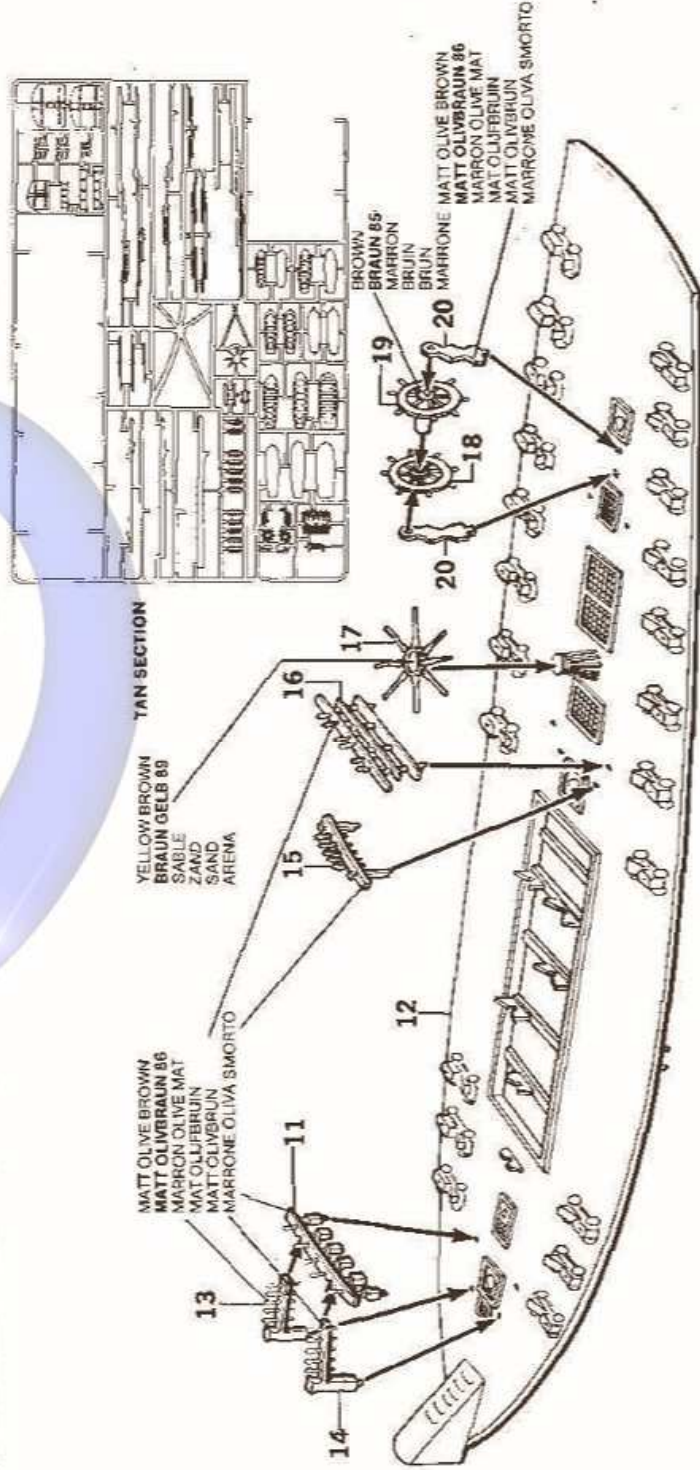 TAN SECTION
YELLOW BROWN
BRAUN GELB 89
SABLE
ZAND
SAND
ARENA
MATT OLIVE BROWN
MATT OLIVBRAUN 86
MARRON OLIVE MAT
MAT OLIJFBRUIN
MATT OLIVBRUN
MARRONE OLIVA SMORTO
BROWN
BRAUN 85
MARRON
BRUIN
BRUN
MARRONE
MATT OLIVE BROWN
MATT OLIVBRAUN 86
MARRON OLIVE MAT
MAT OLIJFBRUIN
MATT OLIVBRUN
MARRONE OLIVA SMORTO
13
14
11
12
15
16
17
18
19
20
20